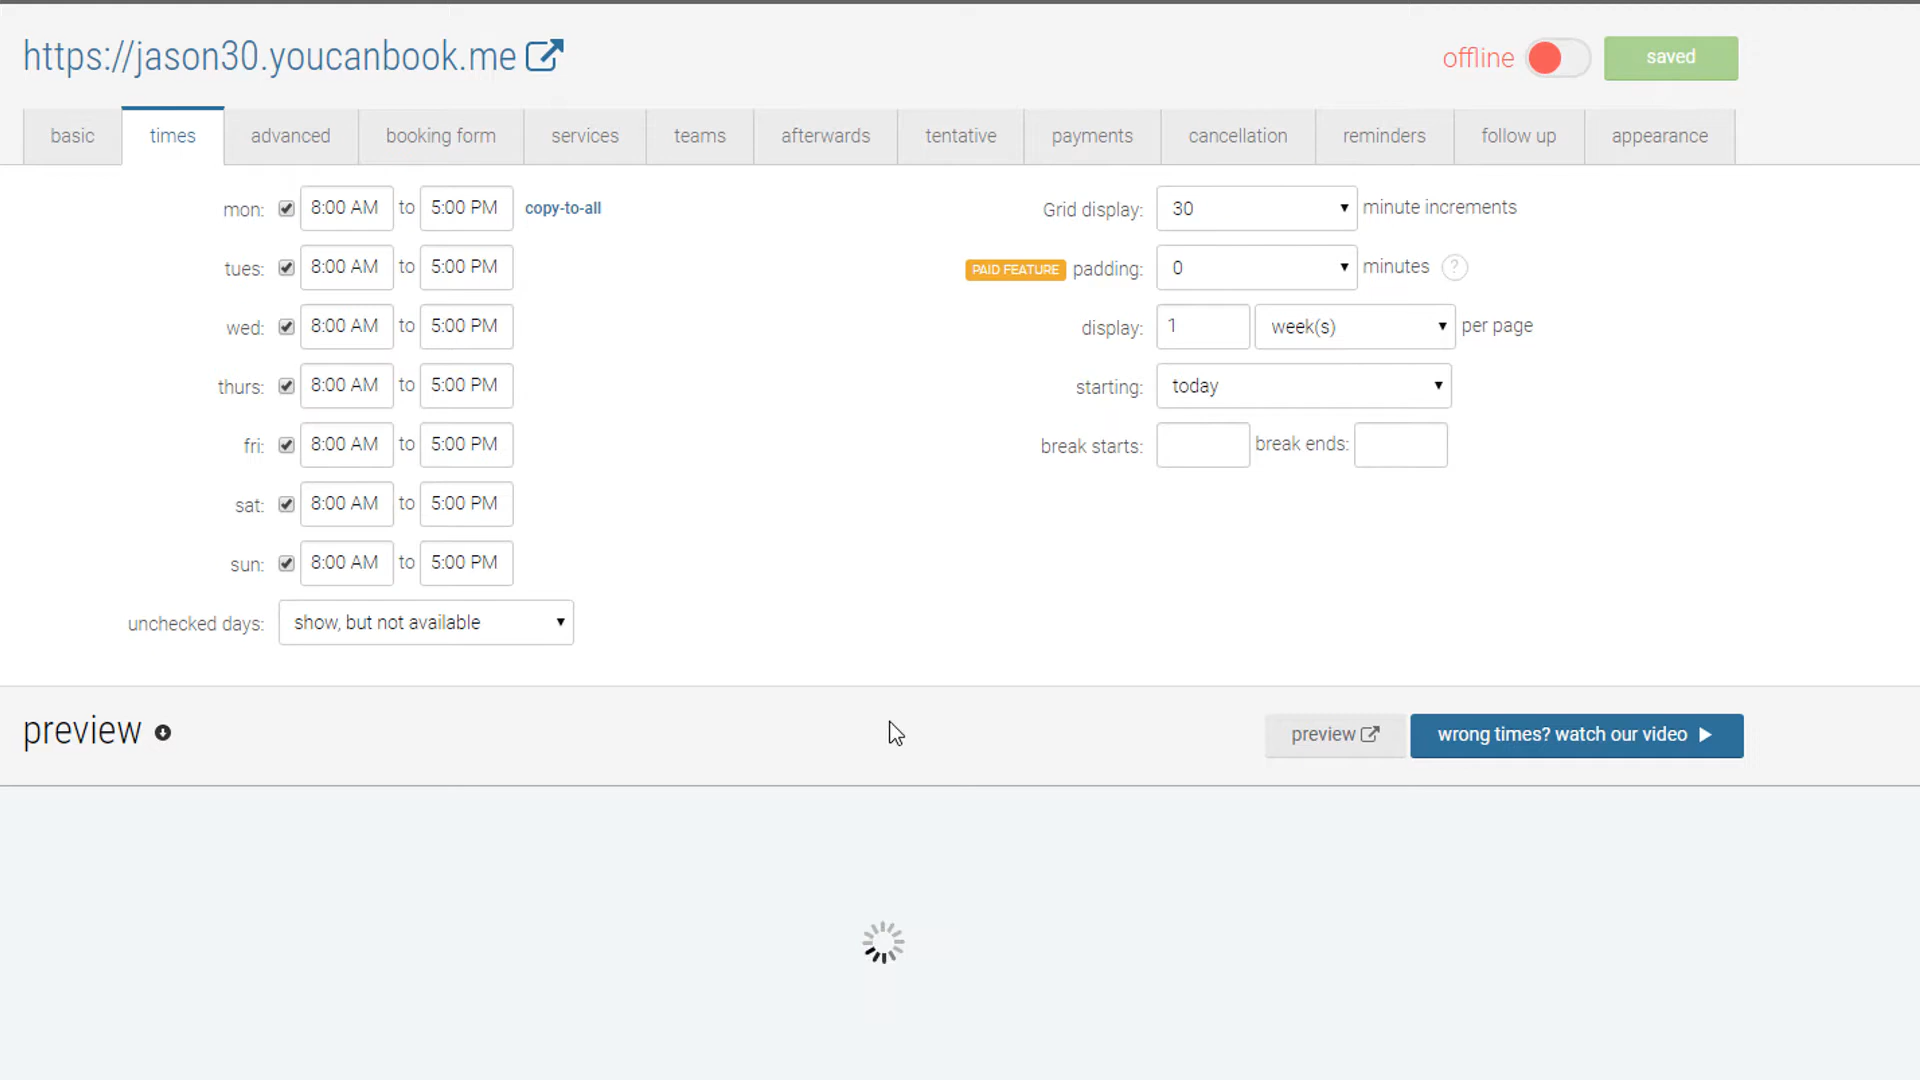 https://jason30.youcanbook.me
offline
saved
basic
times
advanced
booking form
services
teams
afterwards
tentative
payments
cancellation
reminders
follow up
appearance
mon: 8:00 AM to 5:00 PM copy-to-all
tues: 8:00 AM to 5:00 PM
wed: 8:00 AM to 5:00 PM
thurs: 8:00 AM to 5:00 PM
fri: 8:00 AM to 5:00 PM
sat: 8:00 AM to 5:00 PM
sun: 8:00 AM to 5:00 PM
unchecked days: show, but not available
Grid display: 30 minute increments
PAID FEATURE padding: 0 minutes ?
display: 1 week(s) per page
starting: today
break starts: break ends:
preview
preview
wrong times? watch our video